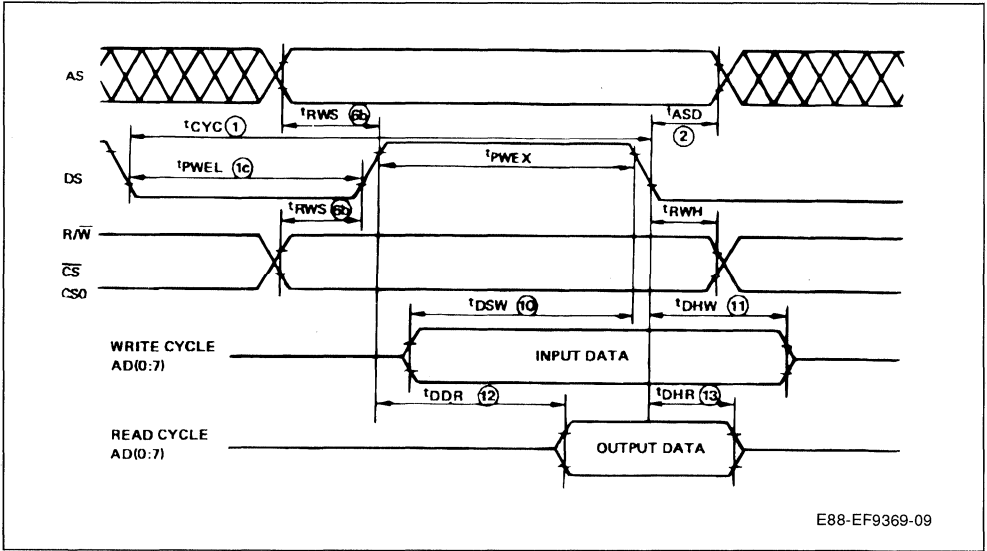 AS
tRWS 6b
tASD
tCYC 1
2
tPWEX
tPWEL 1c
DS
tRWS 6b
tRWH
R/W
CS
CS0
tDSW 10
tDHW 11
WRITE CYCLE
AD(0:7)
INPUT DATA
tDDR 12
tDHR 13
READ CYCLE
AD(0:7)
OUTPUT DATA
E88-EF9369-09